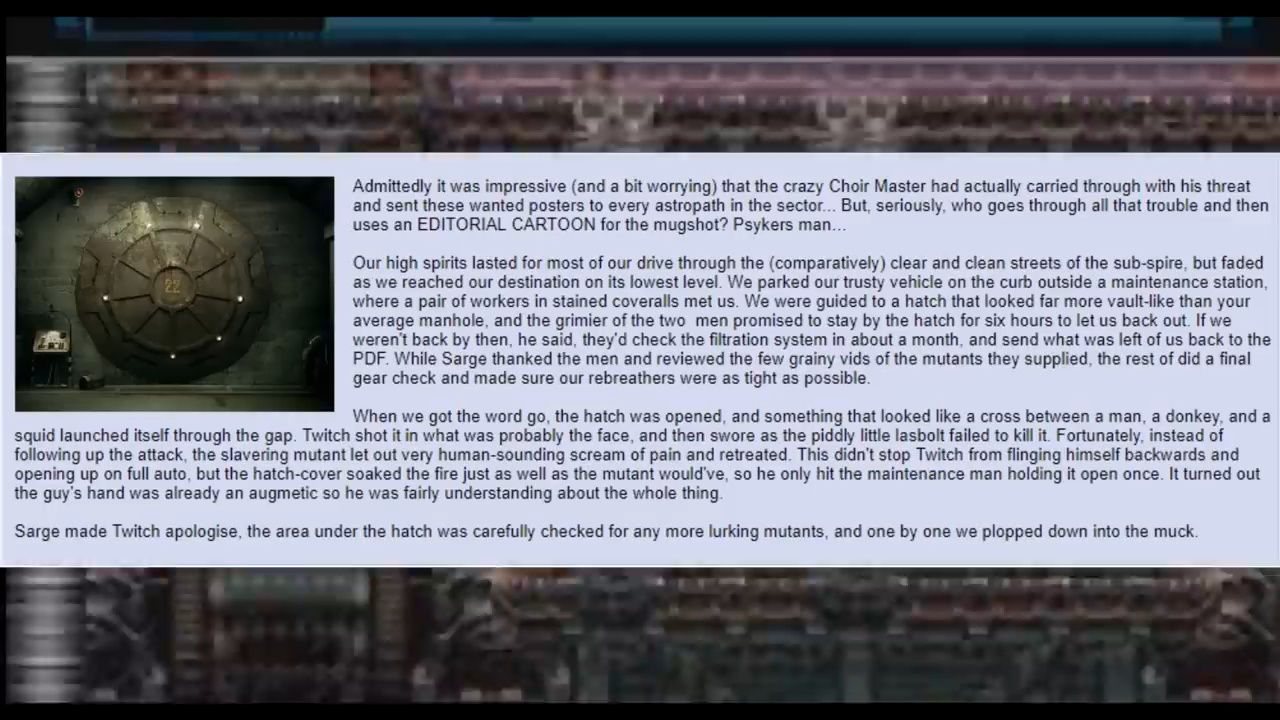 Admittedly it was impressive (and a bit worrying) that the crazy Choir Master had actually carried through with his threat
and sent these wanted posters to every astropath in the sector... But, seriously, who goes through all that trouble and then
uses an EDITORIAL CARTOON for the mugshot? Psykers man...
Our high spirits lasted for most of our drive through the (comparatively) clear and clean streets of the sub-spire, but faded
as we reached our destination on its lowest level. We parked our trusty vehicle on the curb outside a maintenance station,
where a pair of workers in stained coveralls met us. We were guided to a hatch that looked far more vault-like than your
average manhole, and the grimier of the two men promised to stay by the hatch for six hours to let us back out. If we
weren't back by then, he said, they'd check the filtration system in about a month, and send what was left of us back to the
PDF. While Sarge thanked the men and reviewed the few grainy vids of the mutants they supplied, the rest of did a final
gear check and made sure our rebreathers were as tight as possible.
When we got the word go, the hatch was opened, and something that looked like a cross between a man, a donkey, and a
squid launched itself through the gap. Twitch shot it in what was probably the face, and then swore as the piddly little lasbolt failed to kill it. Fortunately, instead of
following up the attack, the slavering mutant let out very human-sounding scream of pain and retreated. This didn't stop Twitch from flinging himself backwards and
opening up on full auto, but the hatch-cover soaked the fire just as well as the mutant would've, so he only hit the maintenance man holding it open once. It turned out
the guy's hand was already an augmetic so he was fairly understanding about the whole thing.
Sarge made Twitch apologise, the area under the hatch was carefully checked for any more lurking mutants, and one by one we plopped down into the muck.
22